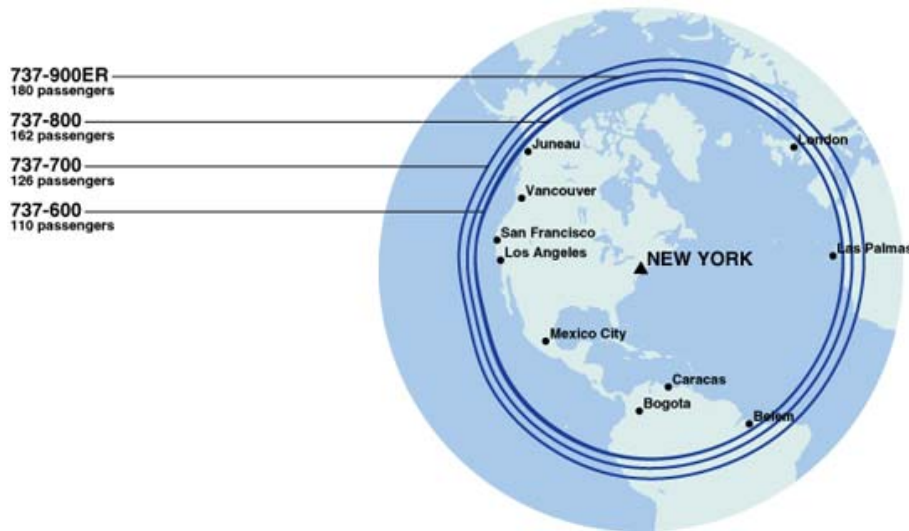 737-900ER
180 passengers
737-800
162 passengers
737-700
126 passengers
737-600
110 passengers
Juneau
London
Vancouver
San Francisco
Los Angeles
Las Palmas
NEW YORK
Mexico City
Caracas
Bogota
Belem